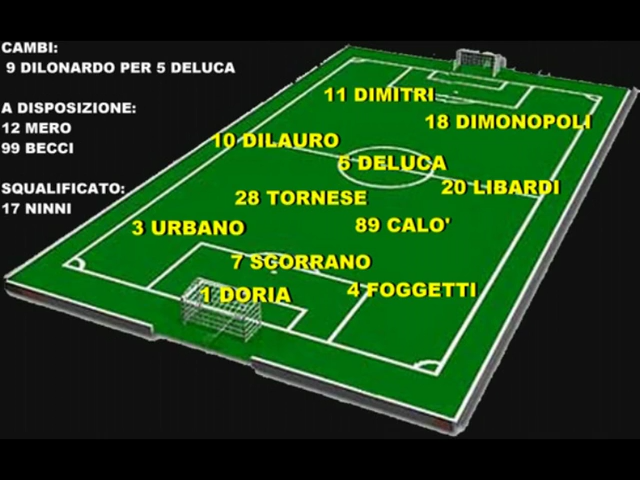 CAMBI:
9 DILONARDO PER 5 DELUCA
A DISPOSIZIONE:
12 MERO
99 BECCI
SQUALIFICATO:
17 NINNI
11 DIMITRI
18 DIMONOPOLI
10 DILAURO
5 DELUCA
20 LIBARDI
28 TORNESE
89 CALO'
3 URBANO
7 SCORRANO
1 DORIA
4 FOGGETTI